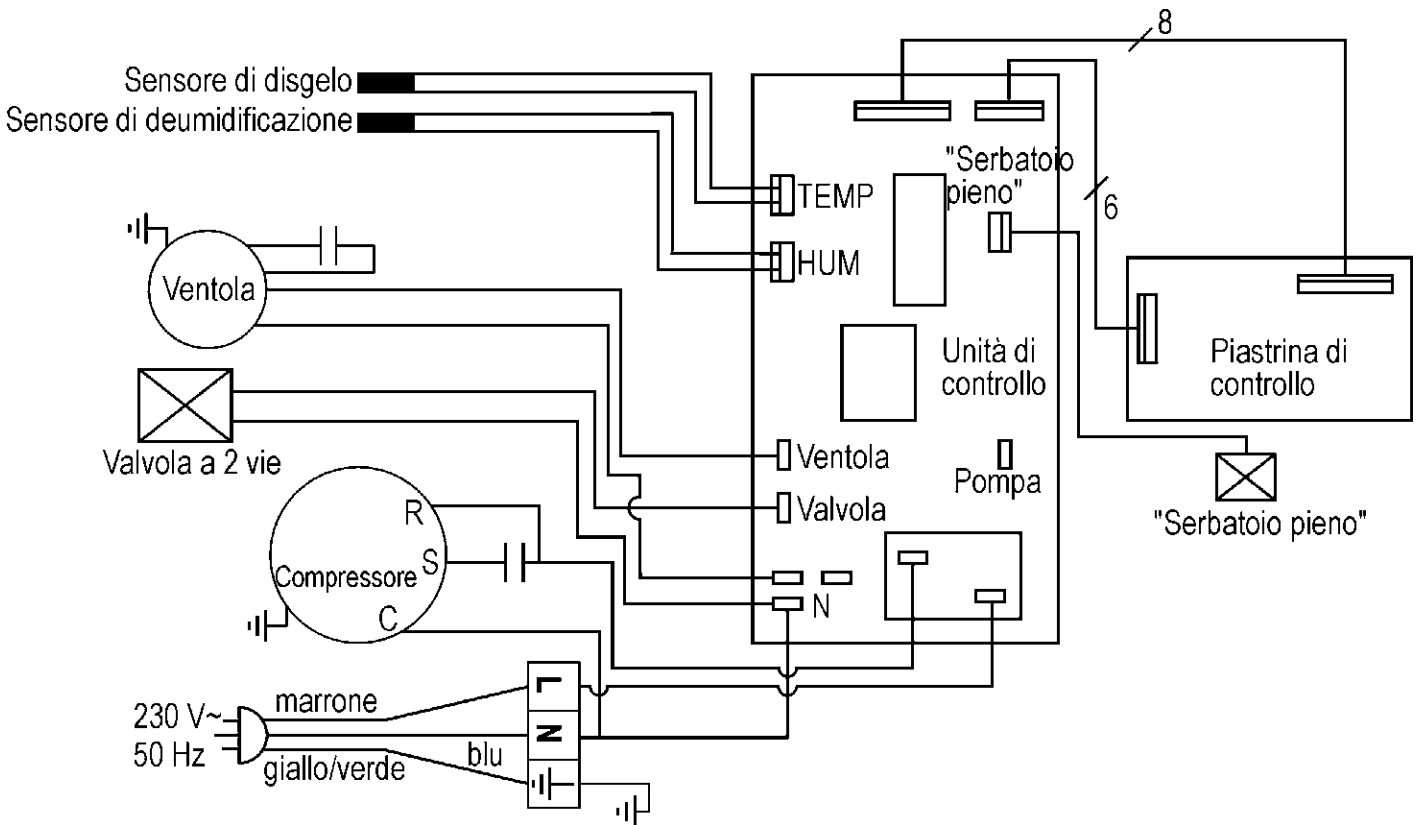 8
Sensore di disgelo
Sensore di deumidificazione
"Serbatoio
pieno"
TEMP
6
HUM
Ventola
Unità di
controllo
Piastrina di
controllo
Valvola a 2 vie
Ventola
Pompa
Valvola
"Serbatoio pieno"
R
S
Compressore
C
N
L
marrone
230 V~
50 Hz
N
blu
giallo/verde